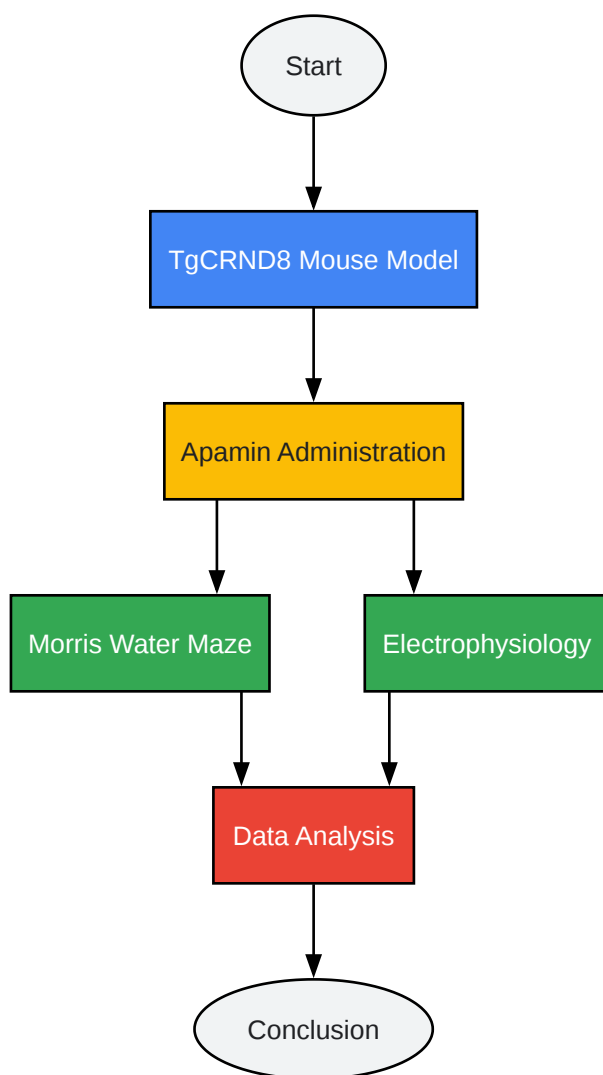 Start
TgCRND8 Mouse Model
Apamin Administration
Morris Water Maze
Electrophysiology
Data Analysis
Conclusion